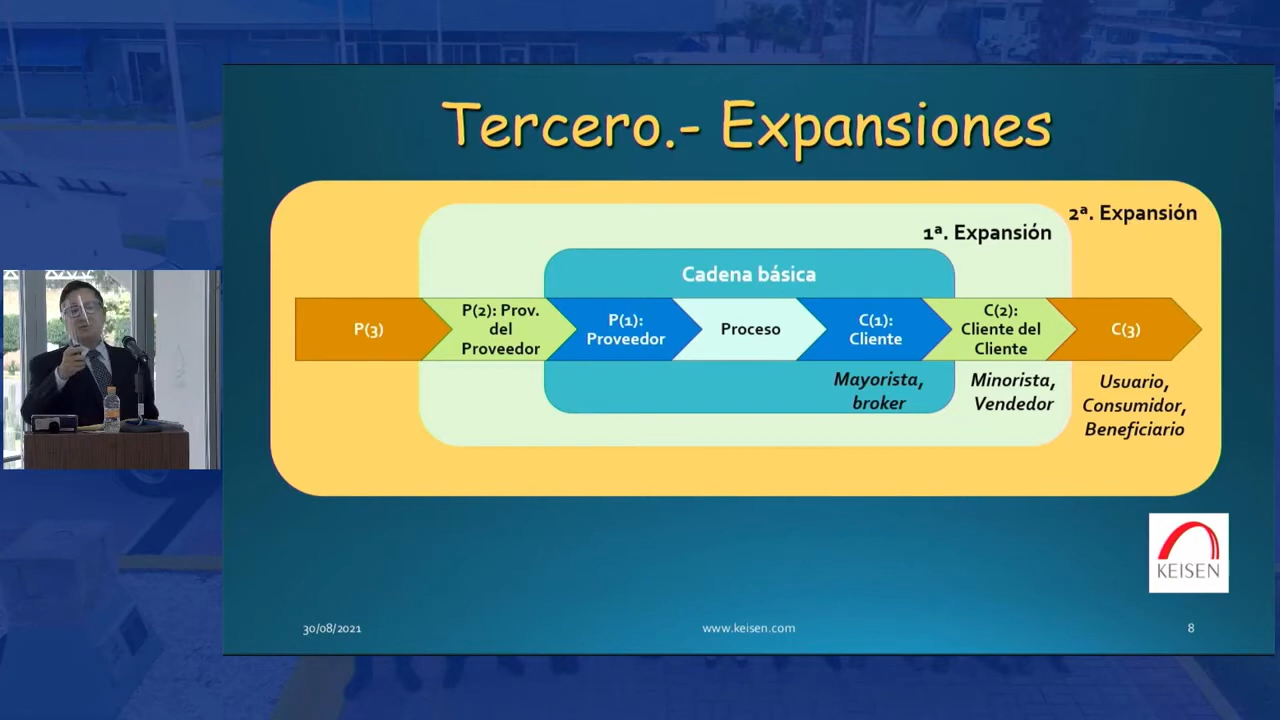 Tercero.- Expansiones
2ª. Expansión
1ª. Expansión
Cadena básica
P(3)
P(2): Prov.
del
Proveedor
P(1):
Proveedor
Proceso
C(1):
Cliente
C(2):
Cliente del
Cliente
C(3)
Mayorista,
broker
Minorista,
Vendedor
Usuario,
Consumidor,
Beneficiario
KEISEN
30/08/2021
www.keisen.com
8